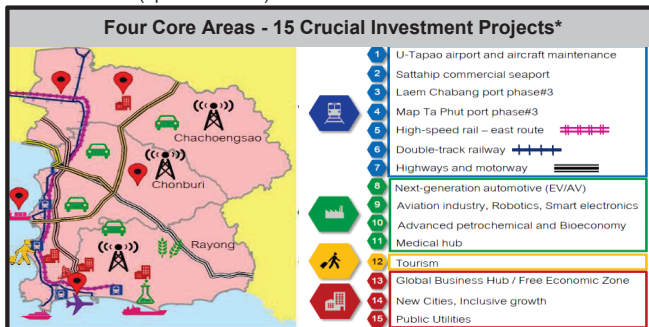 Four Core Areas - 15 Crucial Investment Projects*
Chachoengsao
Chonburi
Rayong
1 U-Tapao airport and aircraft maintenance
2 Sattahip commercial seaport
3 Laem Chabang port phase#3
4 Map Ta Phut port phase#3
5 High-speed rail – east route
6 Double-track railway
7 Highways and motorway
8 Next-generation automotive (EV/AV)
9 Aviation industry, Robotics, Smart electronics
10 Advanced petrochemical and Bioeconomy
11 Medical hub
12 Tourism
13 Global Business Hub / Free Economic Zone
14 New Cities, Inclusive growth
15 Public Utilities